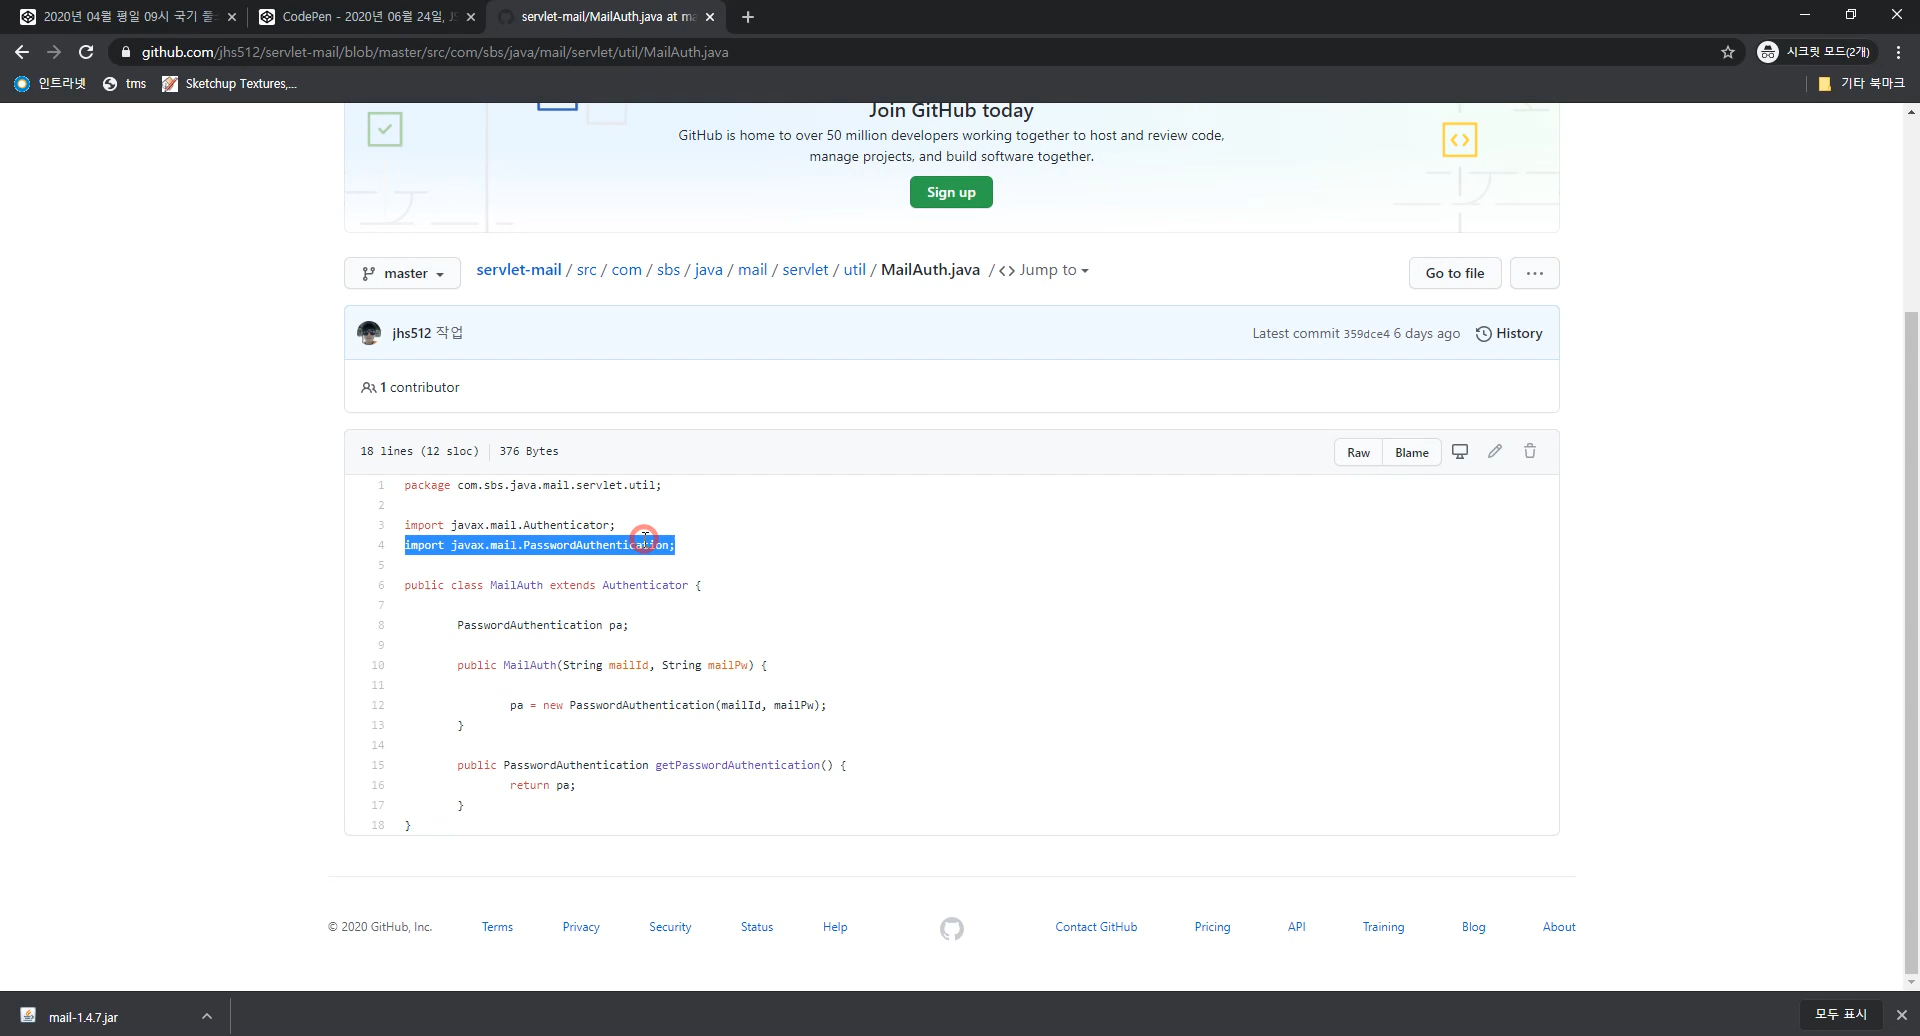 2020년 04월 평일 09시 국기
CodePen - 2020년 06월 24일, JS
servlet-mail/MailAuth.java at ma
github.com/jhs512/servlet-mail/blob/master/src/com/sbs/java/mail/servlet/util/MailAuth.java
시크릿 모드(2개)
인트라넷
tms
Sketchup Textures,...
기타 북마크
Join GitHub today
GitHub is home to over 50 million developers working together to host and review code,
manage projects, and build software together.
Sign up
master
servlet-mail / src / com / sbs / java / mail / servlet / util / MailAuth.java / <> Jump to
Go to file
...
jhs512 작업
Latest commit 359dce4 6 days ago
History
1 contributor
18 lines (12 sloc)
376 Bytes
Raw
Blame
1 package com.sbs.java.mail.servlet.util;
2
3 import javax.mail.Authenticator;
4 import javax.mail.PasswordAuthentication;
5
6 public class MailAuth extends Authenticator {
7
8 PasswordAuthentication pa;
9
10 public MailAuth(String mailId, String mailPw) {
11
12 pa = new PasswordAuthentication(mailId, mailPw);
13 }
14
15 public PasswordAuthentication getPasswordAuthentication() {
16 return pa;
17 }
18 }
© 2020 GitHub, Inc.
Terms
Privacy
Security
Status
Help
Contact GitHub
Pricing
API
Training
Blog
About
mail-1.4.7.jar
모두 표시